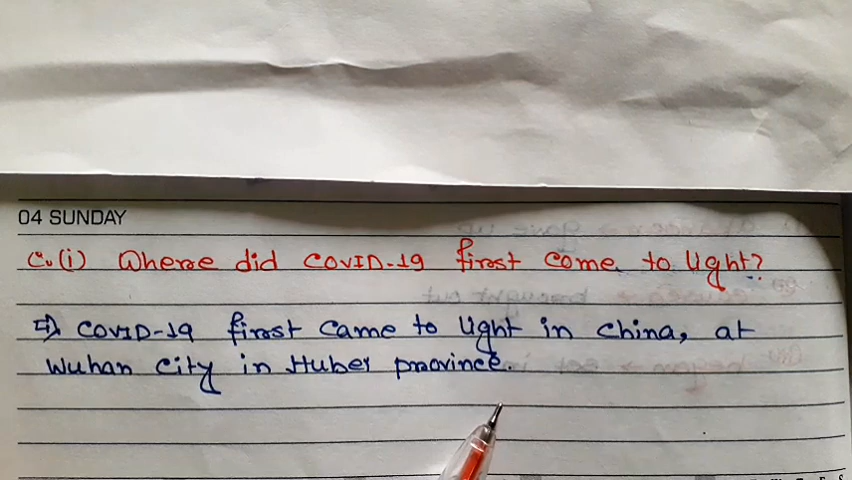 04 SUNDAY
C.(i) Where did COVID-19 first come to light?
⇒ COVID-19 first came to light in China, at
Wuhan City in Hubei province.